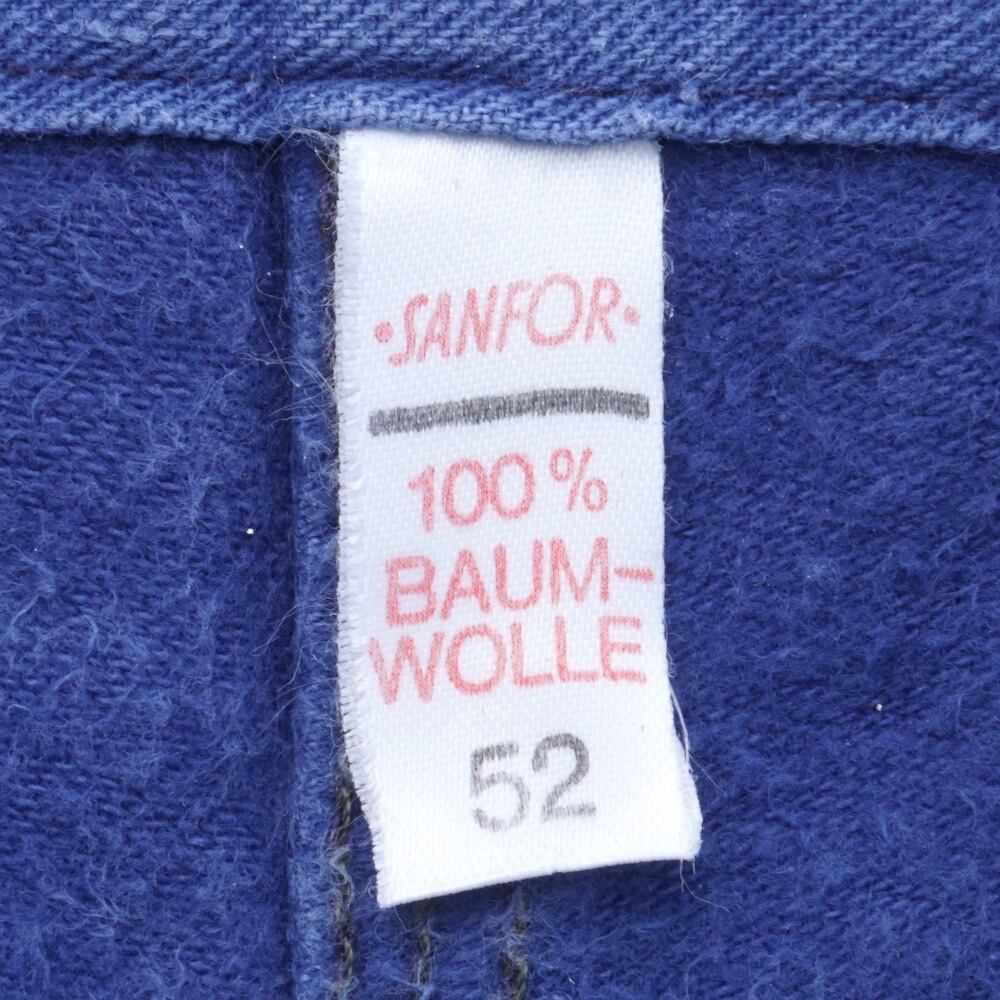 ·SANFOR·
100%
BAUM-
WOLLE
52